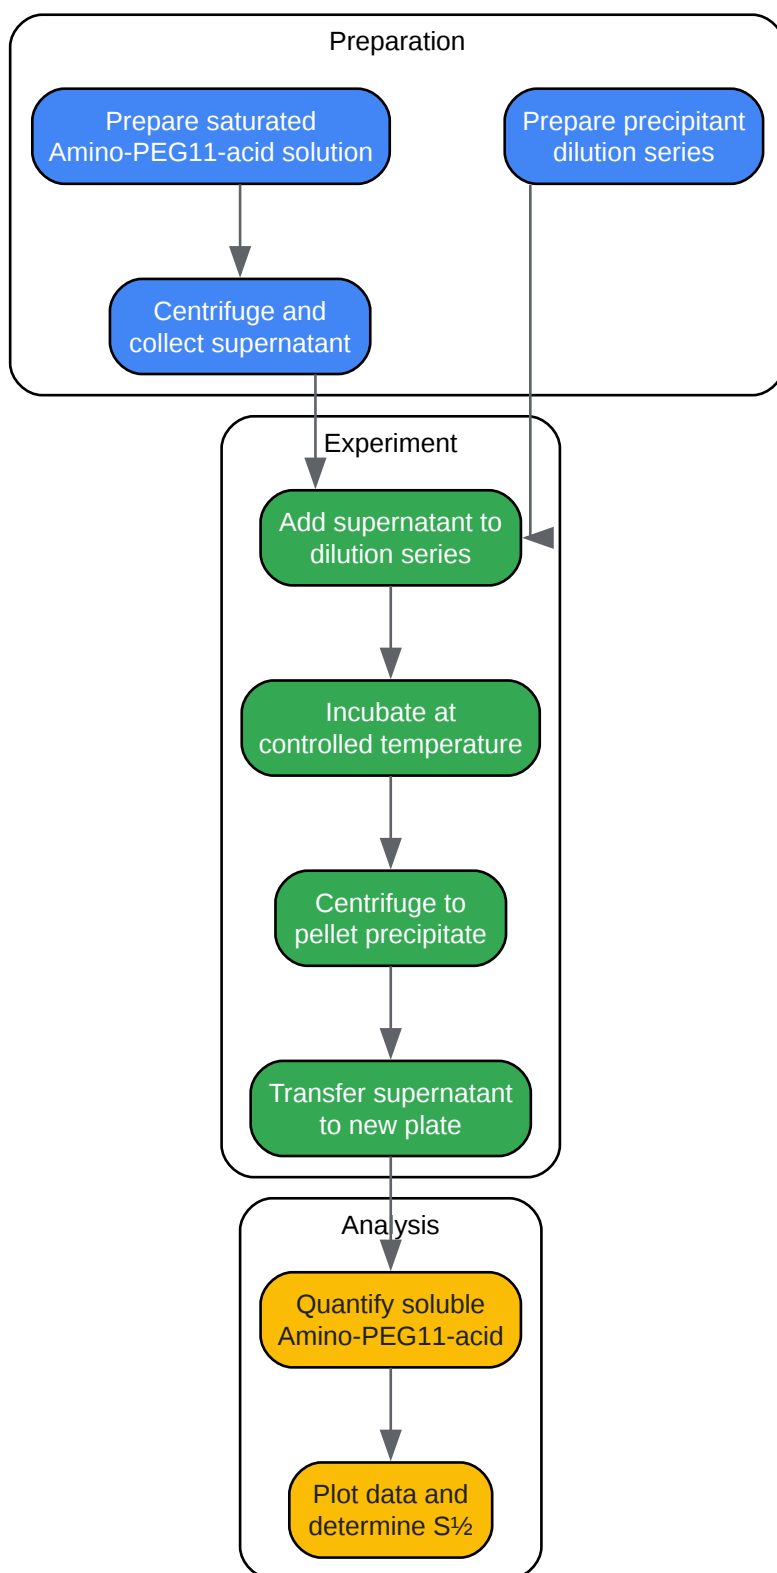 Preparation
Prepare saturated
Amino-PEG11-acid solution
Prepare precipitant
dilution series
Centrifuge and
collect supernatant
Experiment
Add supernatant to
dilution series
Incubate at
controlled temperature
Centrifuge to
pellet precipitate
Transfer supernatant
to new plate
Analysis
Quantify soluble
Amino-PEG11-acid
Plot data and
determine S½